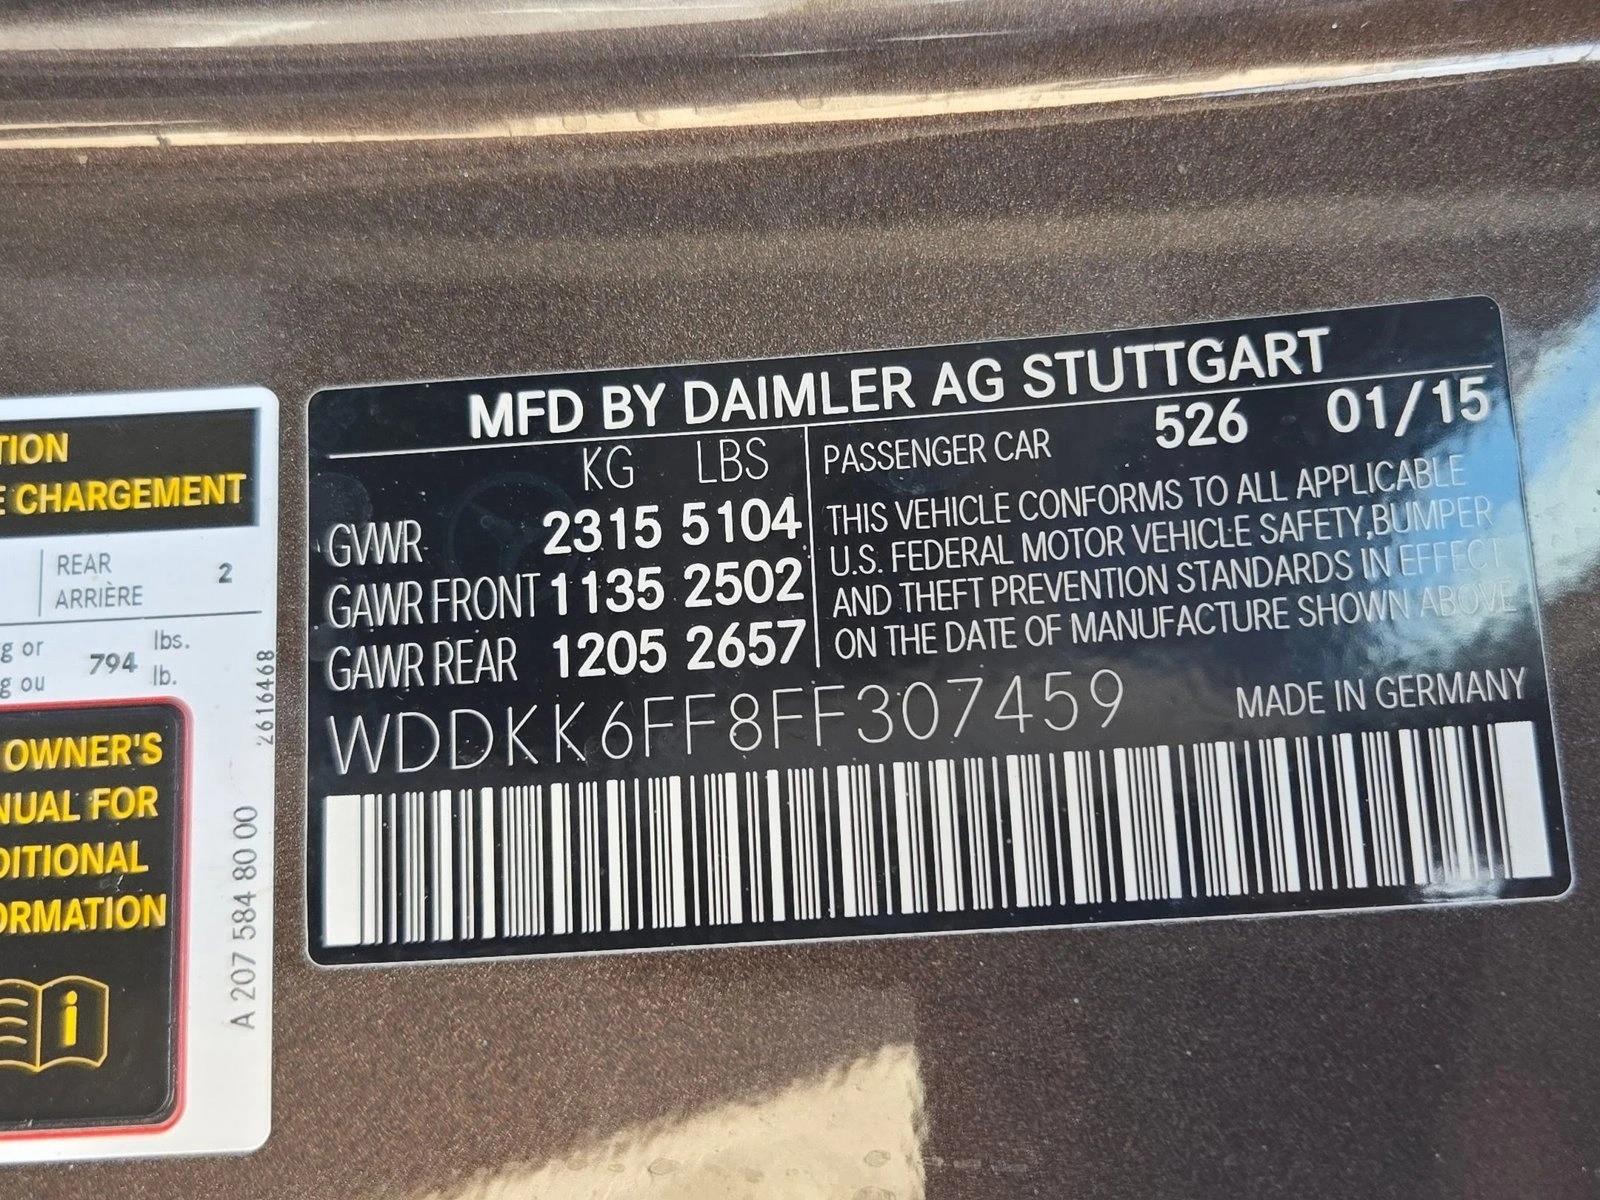 TION
E CHARGEMENT
REAR
ARRIÈRE 2
g or 794 lbs.
g ou lb.
2616468
OWNER'S
NUAL FOR
DITIONAL
ORMATION
i
A 207 584 80 00
MFD BY DAIMLER AG STUTTGART
KG LBS
GVWR 2315 5104
GAWR FRONT 1135 2502
GAWR REAR 1205 2657
PASSENGER CAR 526 01/15
THIS VEHICLE CONFORMS TO ALL APPLICABLE
U.S. FEDERAL MOTOR VEHICLE SAFETY,BUMPER
AND THEFT PREVENTION STANDARDS IN EFFECT
ON THE DATE OF MANUFACTURE SHOWN ABOVE
WDDKK6FF8FF307459
MADE IN GERMANY